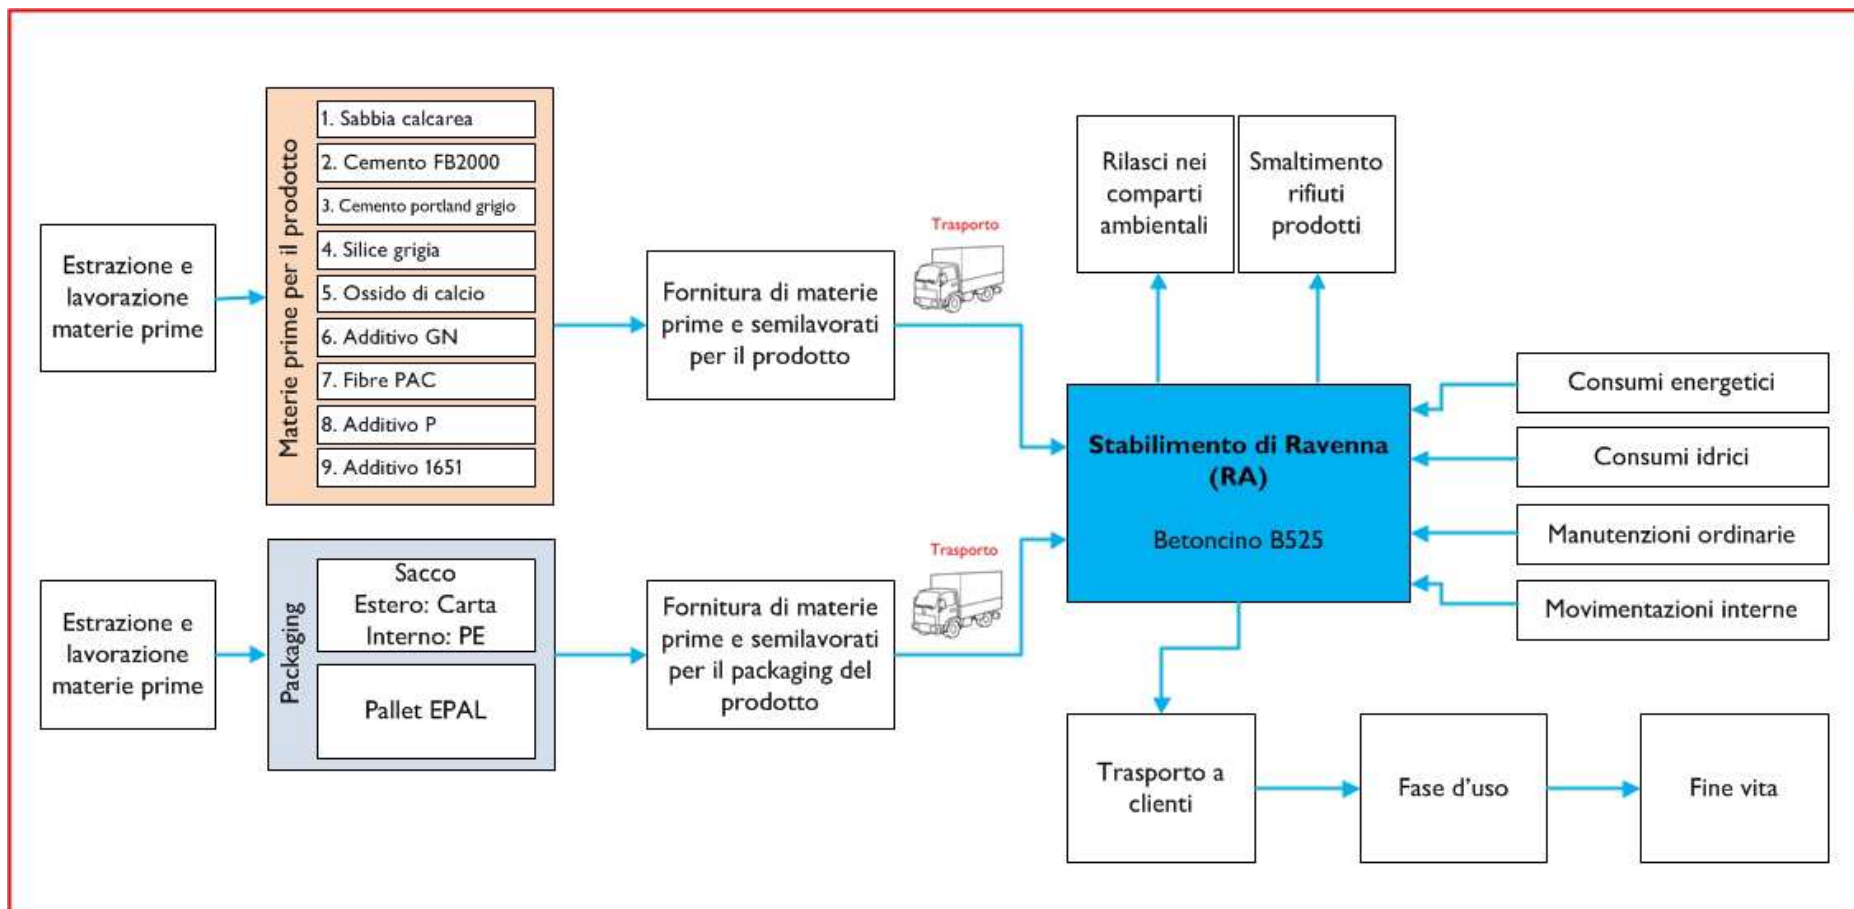 Estrazione e
lavorazione
materie prime
Materie prime per il prodotto
1. Sabbia calcarea
2. Cemento FB2000
3. Cemento portland grigio
4. Silice grigia
5. Ossido di calcio
6. Additivo GN
7. Fibre PAC
8. Additivo P
9. Additivo 1651
Fornitura di materie
prime e semilavorati
per il prodotto
Trasporto
Rilasci nei
comparti
ambientali
Smaltimento
rifiuti
prodotti
Stabilimento di Ravenna
(RA)
Betoncino B525
Consumi energetici
Consumi idrici
Manutenzioni ordinarie
Movimentazioni interne
Estrazione e
lavorazione
materie prime
Packaging
Sacco
Estero: Carta
Interno: PE
Pallet EPAL
Fornitura di materie
prime e semilavorati
per il packaging del
prodotto
Trasporto
Trasporto a
clienti
Fase d'uso
Fine vita